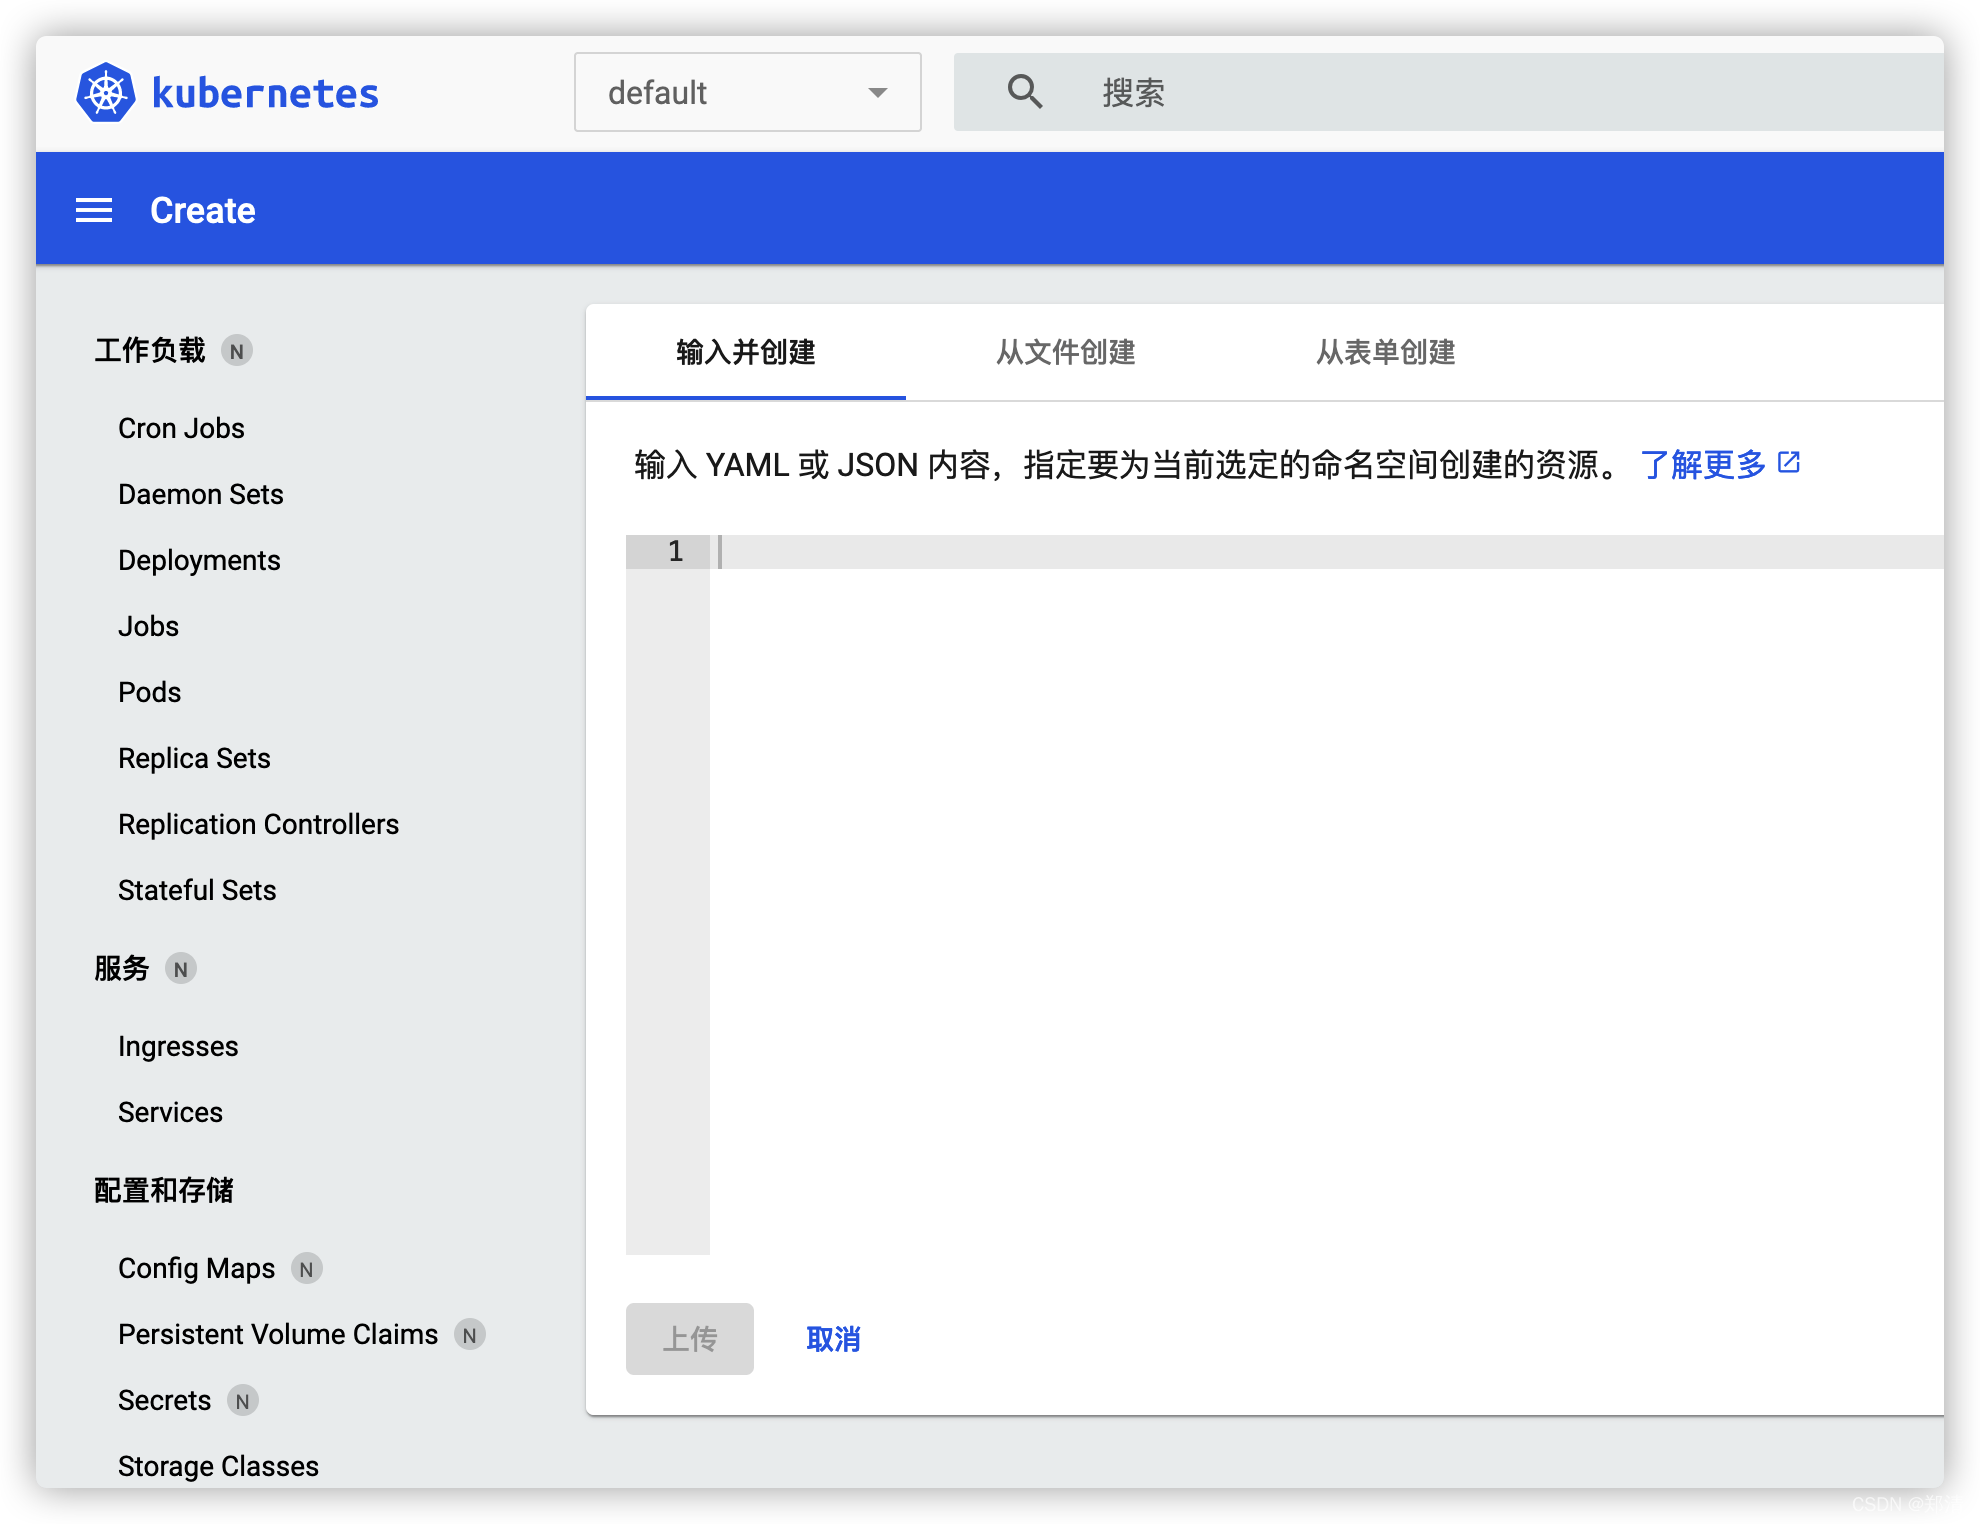 kubernetes
default
搜索
Create
工作负载 N
Cron Jobs
Daemon Sets
Deployments
Jobs
Pods
Replica Sets
Replication Controllers
Stateful Sets
服务 N
Ingresses
Services
配置和存储
Config Maps N
Persistent Volume Claims N
Secrets N
Storage Classes
输入并创建
从文件创建
从表单创建
输入 YAML 或 JSON 内容，指定要为当前选定的命名空间创建的资源。 了解更多
1
上传
取消
CSDN